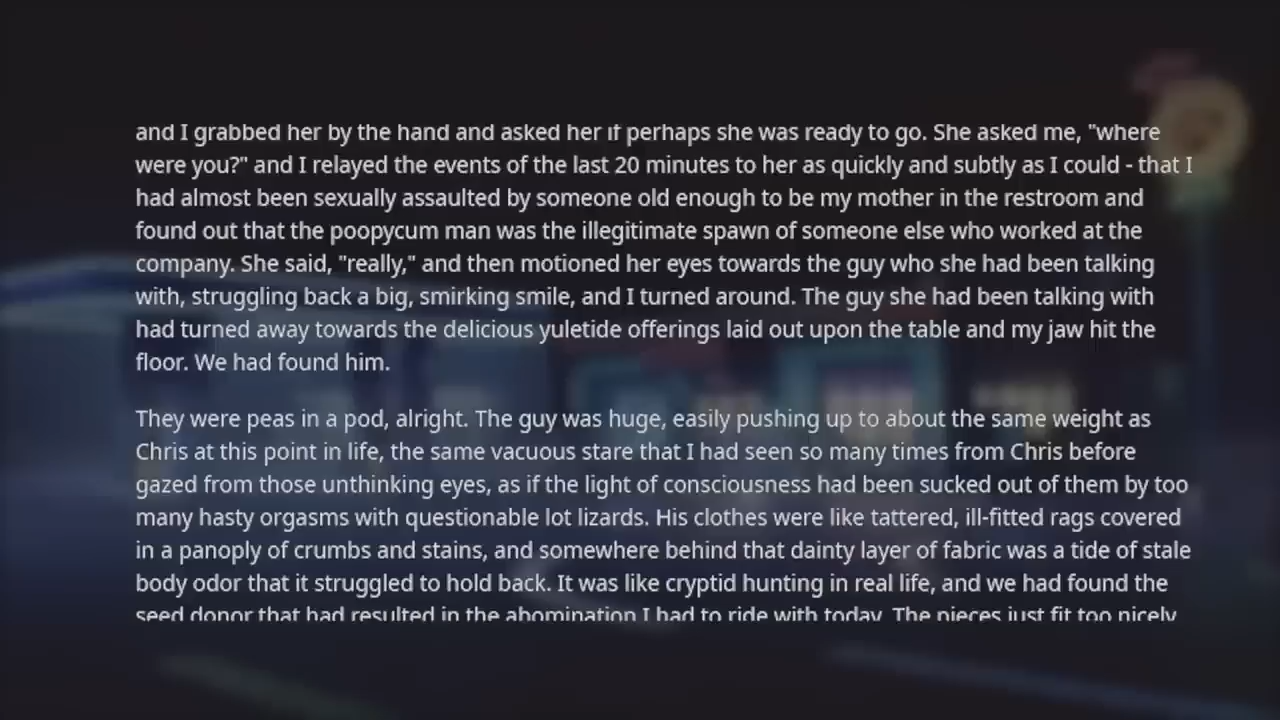 and I grabbed her by the hand and asked her if perhaps she was ready to go. She asked me, "where
were you?" and I relayed the events of the last 20 minutes to her as quickly and subtly as I could - that I
had almost been sexually assaulted by someone old enough to be my mother in the restroom and
found out that the poopycum man was the illegitimate spawn of someone else who worked at the
company. She said, "really," and then motioned her eyes towards the guy who she had been talking
with, struggling back a big, smirking smile, and I turned around. The guy she had been talking with
had turned away towards the delicious yuletide offerings laid out upon the table and my jaw hit the
floor. We had found him.
They were peas in a pod, alright. The guy was huge, easily pushing up to about the same weight as
Chris at this point in life, the same vacuous stare that I had seen so many times from Chris before
gazed from those unthinking eyes, as if the light of consciousness had been sucked out of them by too
many hasty orgasms with questionable lot lizards. His clothes were like tattered, ill-fitted rags covered
in a panoply of crumbs and stains, and somewhere behind that dainty layer of fabric was a tide of stale
body odor that it struggled to hold back. It was like cryptid hunting in real life, and we had found the
seed donor that had resulted in the abomination I had to ride with today. The pieces just fit too nicely